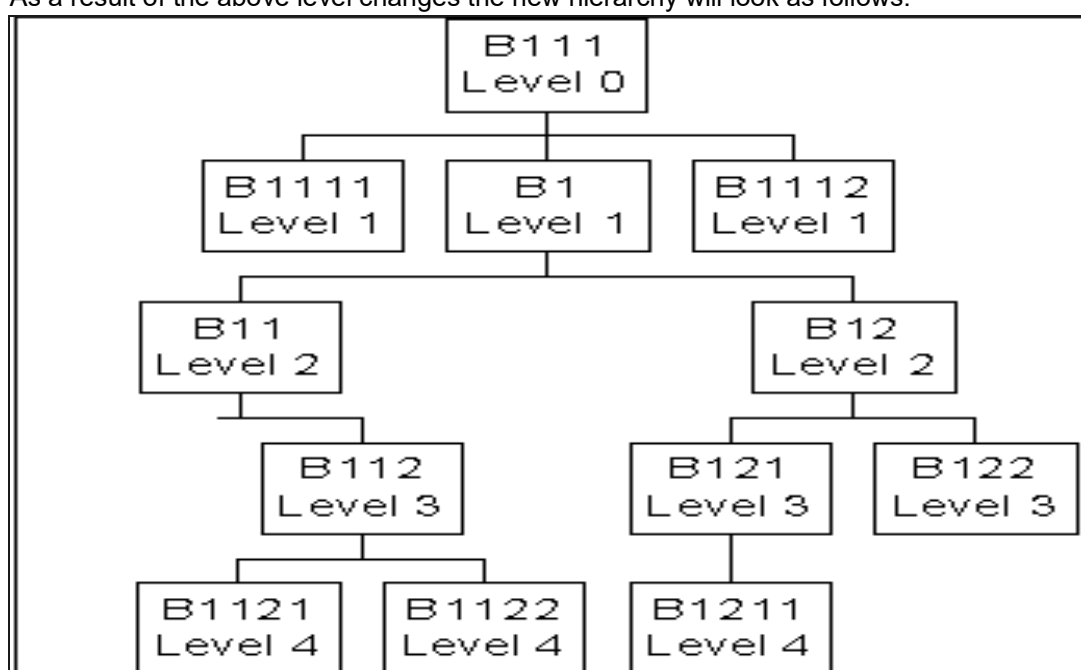 As a result of the above level changes the new hierarchy will look as follows:
B111
Level 0
B1111
Level 1
B1
Level 1
B1112
Level 1
B11
Level 2
B12
Level 2
B112
Level 3
B121
Level 3
B122
Level 3
B1121
Level 4
B1122
Level 4
B1211
Level 4